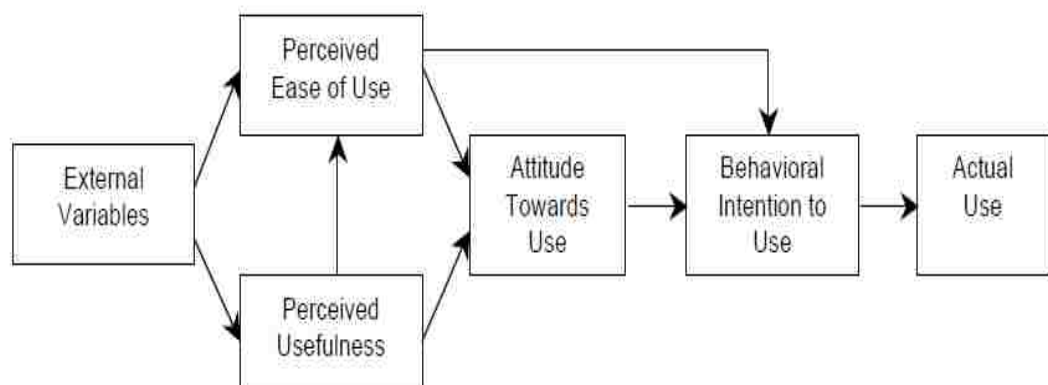 Perceived
Ease of Use
External
Variables
Attitude
Towards
Use
Behavioral
Intention to
Use
Actual
Use
Perceived
Usefulness